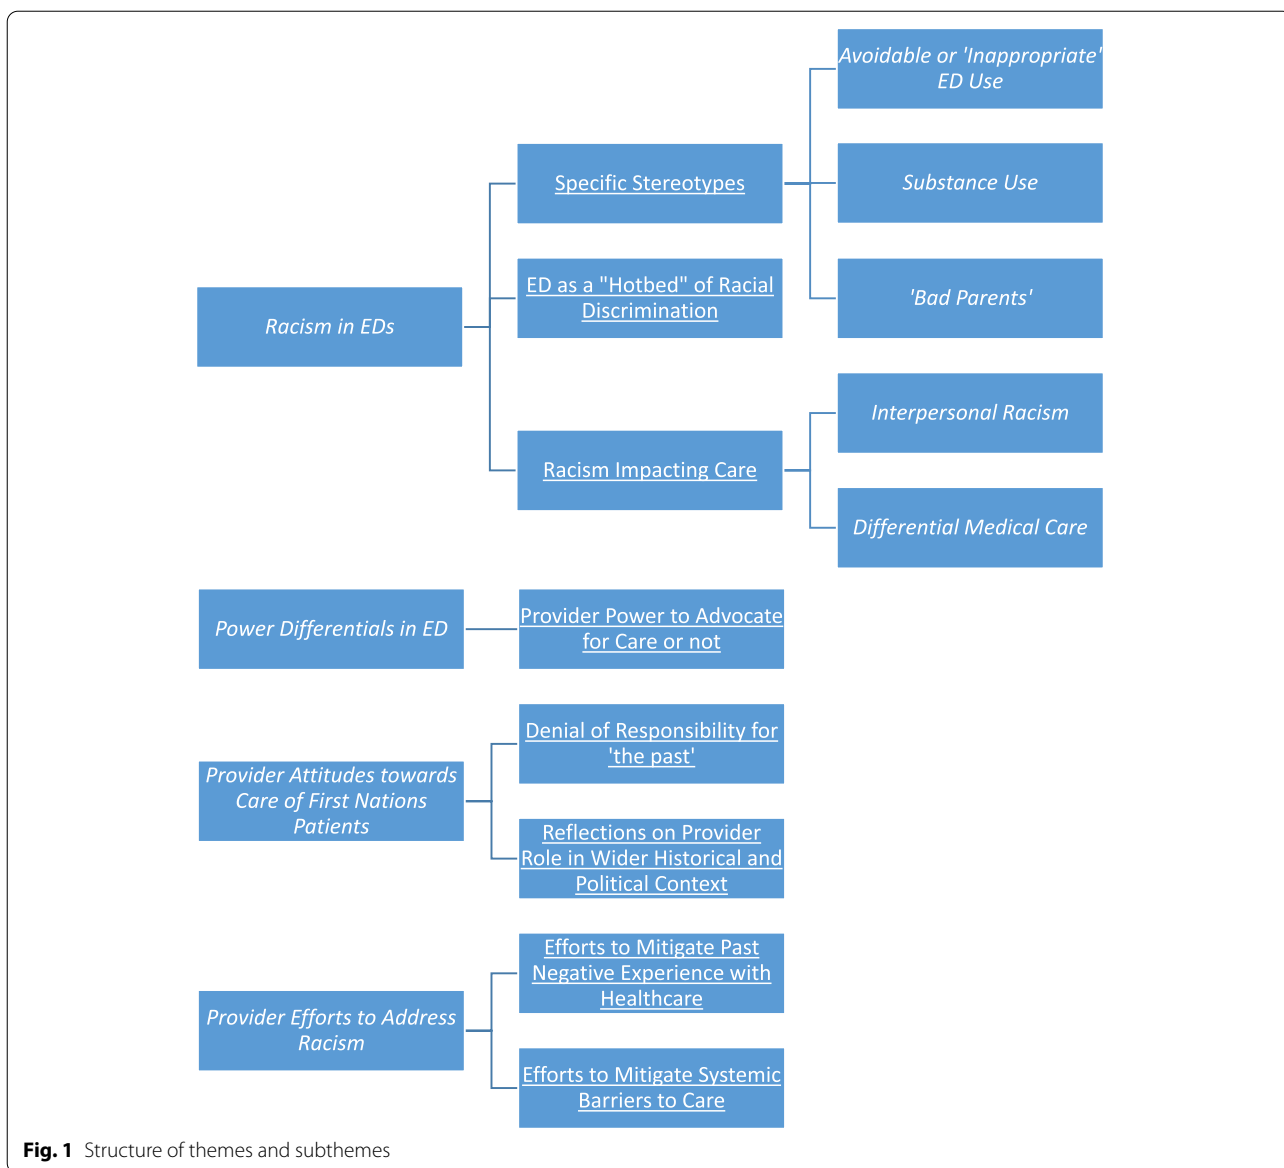 Avoidable or 'Inappropriate'
ED Use
Specific Stereotypes
Substance Use
ED as a "Hotbed" of Racial
Discrimination
'Bad Parents'
Racism in EDs
Interpersonal Racism
Racism Impacting Care
Differential Medical Care
Power Differentials in ED
Provider Power to Advocate
for Care or not
Denial of Responsibility for
'the past'
Provider Attitudes towards
Care of First Nations
Patients
Reflections on Provider
Role in Wider Historical and
Political Context
Efforts to Mitigate Past
Negative Experience with
Healthcare
Provider Efforts to Address
Racism
Efforts to Mitigate Systemic
Barriers to Care
Fig. 1 Structure of themes and subthemes